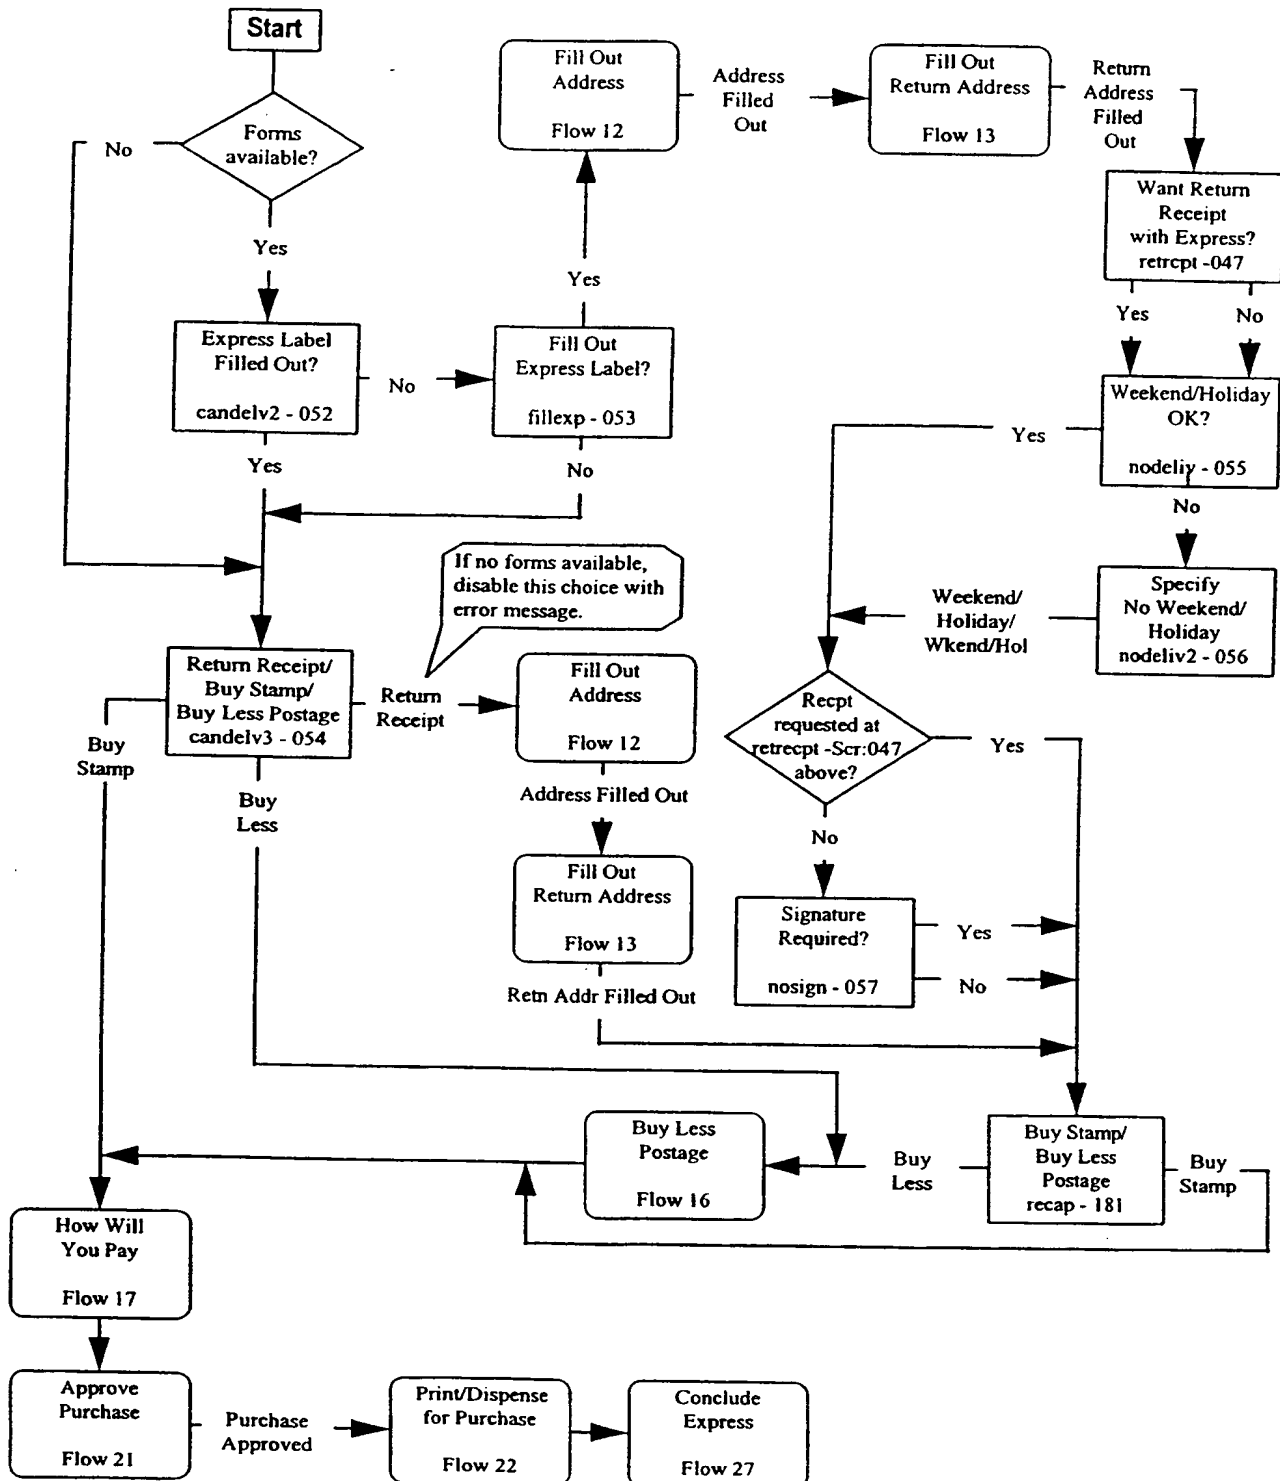 Start
Forms
available?
No
Yes
Express Label
Filled Out?
candelv2 - 052
No
Yes
Fill Out
Express Label?
fillexp - 053
Yes
No
Fill Out
Address
Flow 12
Address
Filled
Out
Fill Out
Return Address
Flow 13
Return
Address
Filled
Out
Want Return
Receipt
with Express?
retrcpt -047
Yes
No
Weekend/Holiday
OK?
nodeliv - 055
Yes
No
Specify
No Weekend/
Holiday
nodeliv2 - 056
Weekend/
Holiday/
Wkend/Hol
Recpt
requested at
retrecpt -Scr:047
above?
Yes
No
Signature
Required?
nosign - 057
Yes
No
If no forms available,
disable this choice with
error message.
Return Receipt/
Buy Stamp/
Buy Less Postage
candelv3 - 054
Return
Receipt
Buy
Stamp
Buy
Less
Fill Out
Address
Flow 12
Address Filled Out
Fill Out
Return Address
Flow 13
Retn Addr Filled Out
Buy Stamp/
Buy Less
Postage
recap - 181
Buy
Less
Buy
Stamp
Buy Less
Postage
Flow 16
How Will
You Pay
Flow 17
Approve
Purchase
Flow 21
Purchase
Approved
Print/Dispense
for Purchase
Flow 22
Conclude
Express
Flow 27